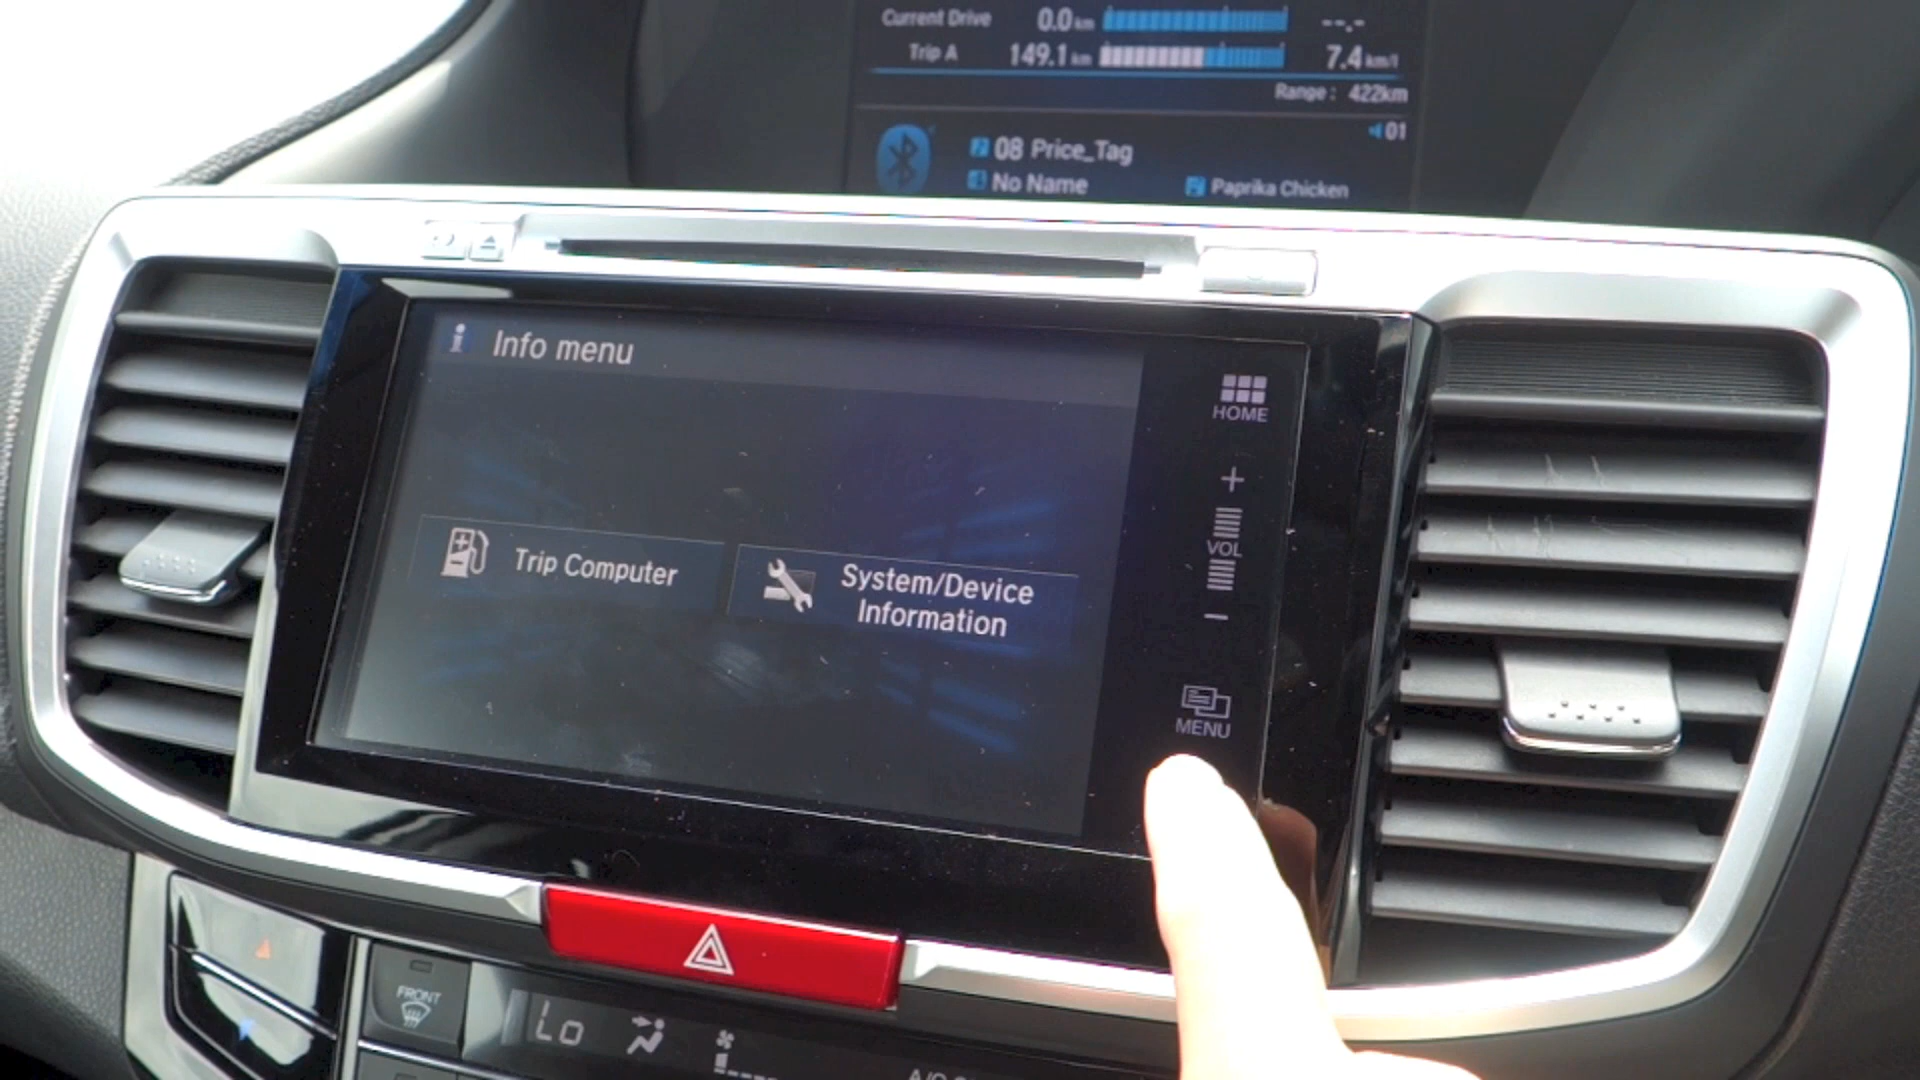 Current Drive 0.0 km --.-
Trip A 149.1 km 7.4 km/l
Range : 422km
01
08 Price_Tag
No Name Paprika Chicken
Info menu
HOME
+
VOL
−
Trip Computer
System/Device
Information
MENU
FRONT
Lo